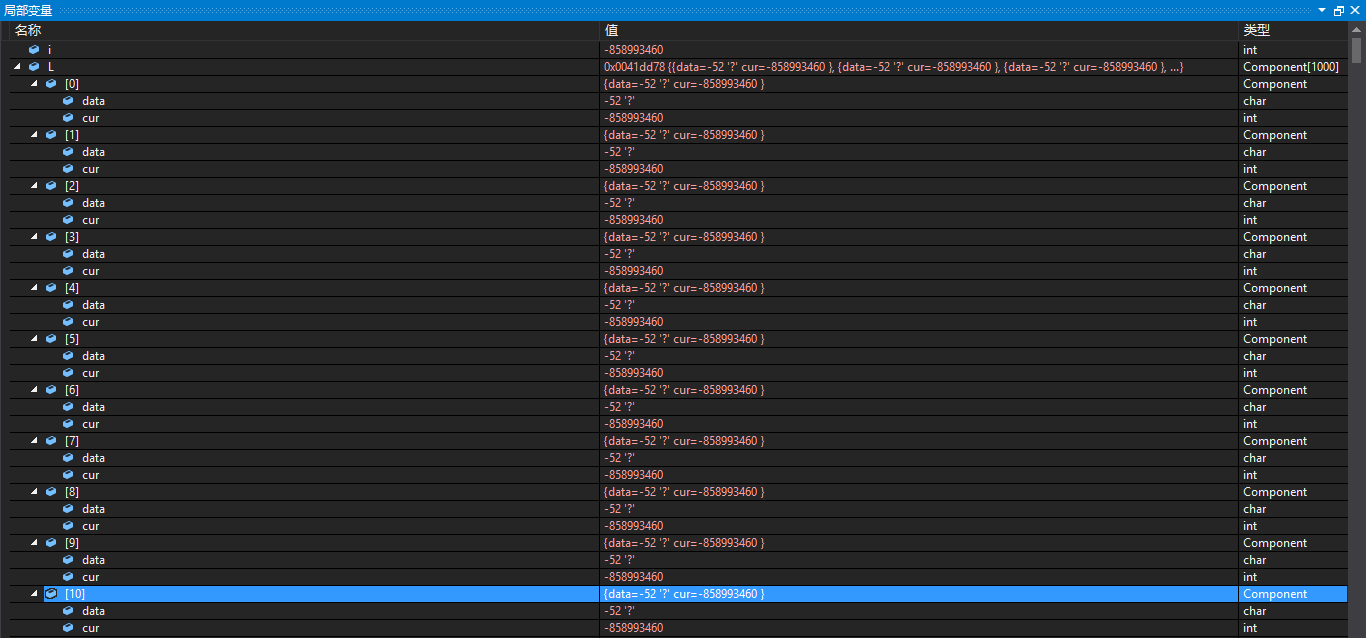 局部变量
名称 值 类型
i -858993460 int
L 0x0041dd78 {{data=-52 '?' cur=-858993460 }, {data=-52 '?' cur=-858993460 }, {data=-52 '?' cur=-858993460 }, ...} Component[1000]
[0] {data=-52 '?' cur=-858993460 } Component
data -52 '?' char
cur -858993460 int
[1] {data=-52 '?' cur=-858993460 } Component
data -52 '?' char
cur -858993460 int
[2] {data=-52 '?' cur=-858993460 } Component
data -52 '?' char
cur -858993460 int
[3] {data=-52 '?' cur=-858993460 } Component
data -52 '?' char
cur -858993460 int
[4] {data=-52 '?' cur=-858993460 } Component
data -52 '?' char
cur -858993460 int
[5] {data=-52 '?' cur=-858993460 } Component
data -52 '?' char
cur -858993460 int
[6] {data=-52 '?' cur=-858993460 } Component
data -52 '?' char
cur -858993460 int
[7] {data=-52 '?' cur=-858993460 } Component
data -52 '?' char
cur -858993460 int
[8] {data=-52 '?' cur=-858993460 } Component
data -52 '?' char
cur -858993460 int
[9] {data=-52 '?' cur=-858993460 } Component
data -52 '?' char
cur -858993460 int
[10] {data=-52 '?' cur=-858993460 } Component
data -52 '?' char
cur -858993460 int